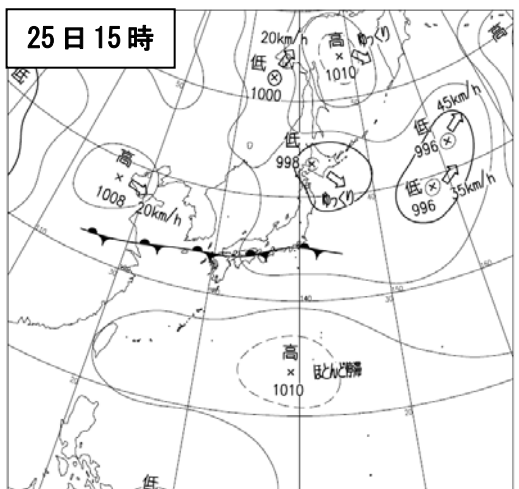 25日15時
20km/h
高
ゆっくり
1010
高
低
1000
45km/h
低
996
低
998
ゆっくり
低
996
35km/h
高
1008
20km/h
高
1010
ほとんど停滞
低
140